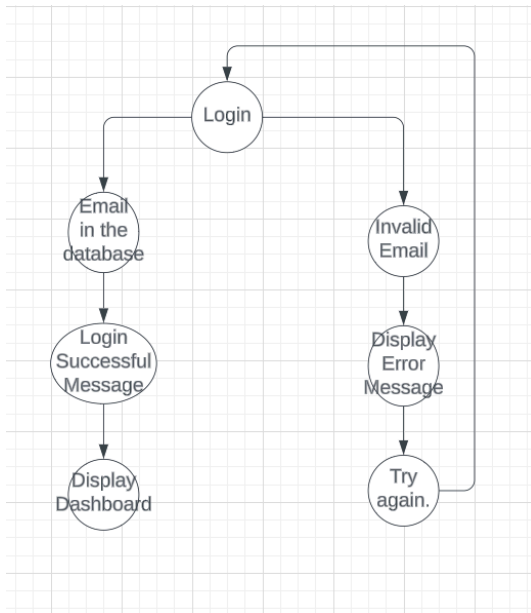 Login
Email
in the
database
Invalid
Email
Login
Successful
Message
Display
Error
Message
Display
Dashboard
Try
again.